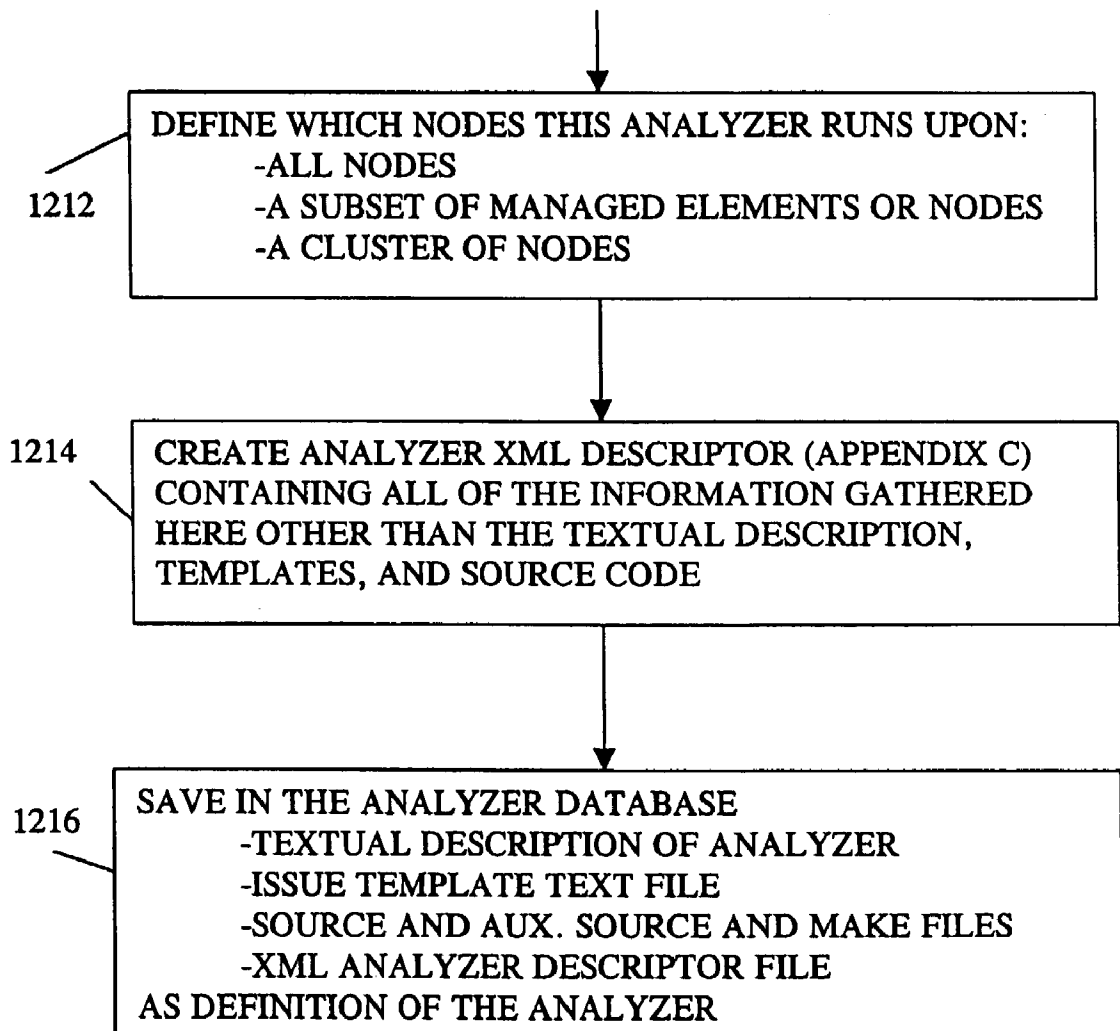 DEFINE WHICH NODES THIS ANALYZER RUNS UPON:
-ALL NODES
-A SUBSET OF MANAGED ELEMENTS OR NODES
-A CLUSTER OF NODES
1212
1214
CREATE ANALYZER XML DESCRIPTOR (APPENDIX C)
CONTAINING ALL OF THE INFORMATION GATHERED
HERE OTHER THAN THE TEXTUAL DESCRIPTION,
TEMPLATES, AND SOURCE CODE
1216
SAVE IN THE ANALYZER DATABASE
-TEXTUAL DESCRIPTION OF ANALYZER
-ISSUE TEMPLATE TEXT FILE
-SOURCE AND AUX. SOURCE AND MAKE FILES
-XML ANALYZER DESCRIPTOR FILE
AS DEFINITION OF THE ANALYZER